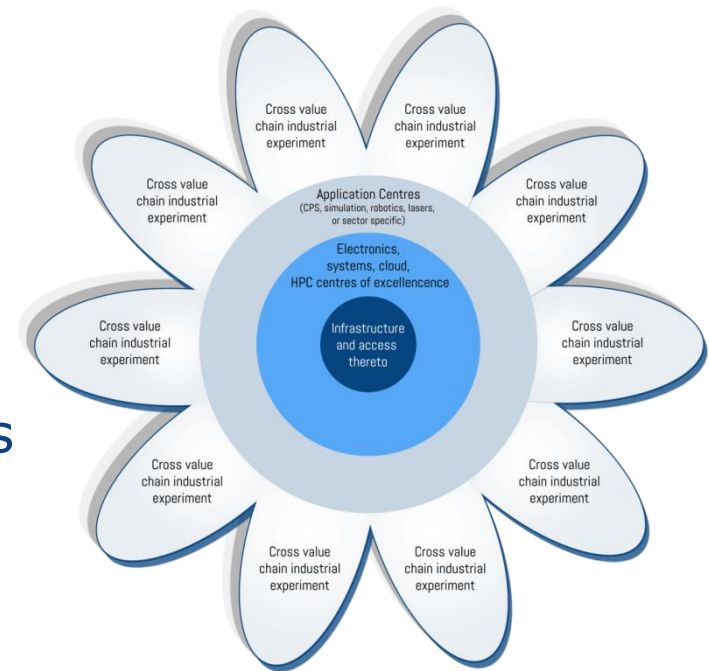 Cross value
chain industrial
experiment
Cross value
chain industrial
experiment
Cross value
chain industrial
experiment
Cross value
chain industrial
experiment
Application Centres
(CPS, simulation, robotics, lasers,
or sector specific)
Electronics,
systems, cloud,
HPC centres of excellencence
Infrastructure
and access
thereto
Cross value
chain industrial
experiment
Cross value
chain industrial
experiment
s
Cross value
chain industrial
experiment
Cross value
chain industrial
experiment
Cross value
chain industrial
experiment
Cross value
chain industrial
experiment